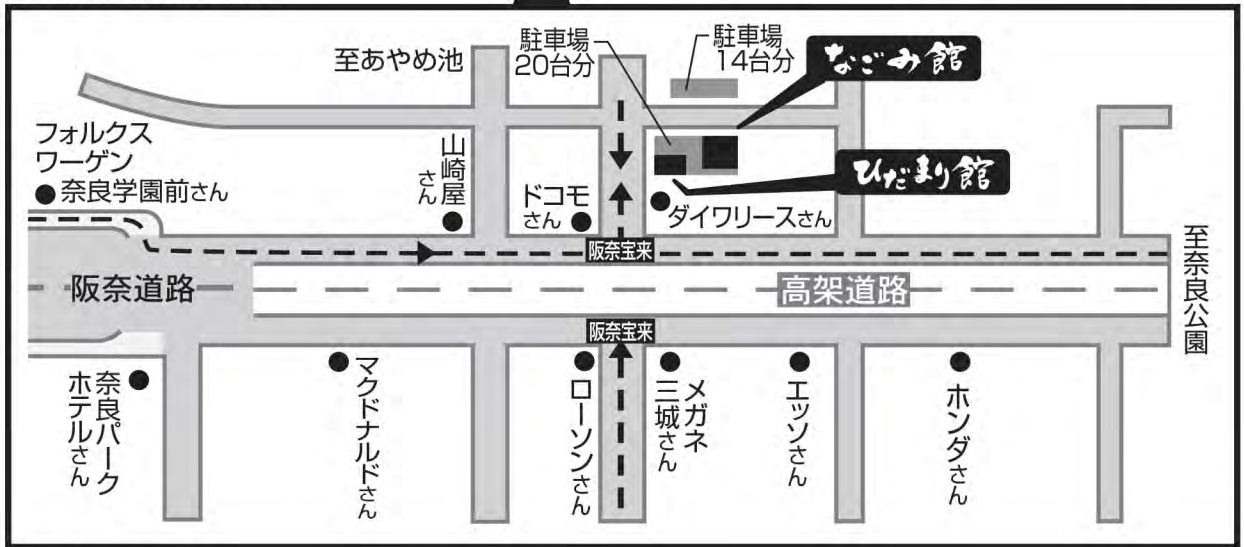 至あやめ池
駐車場
20台分
駐車場
14台分
なごみ館
フォルクス
ワーゲン
奈良学園前さん
山崎屋
さん
ドコモ
さん
ダイワリースさん
ひだまり館
阪奈宝来
阪奈道路
高架道路
至奈良公園
阪奈宝来
奈良パーク
ホテルさん
マクドナルドさん
ローソンさん
メガネ
三城さん
エッソさん
ホンダさん